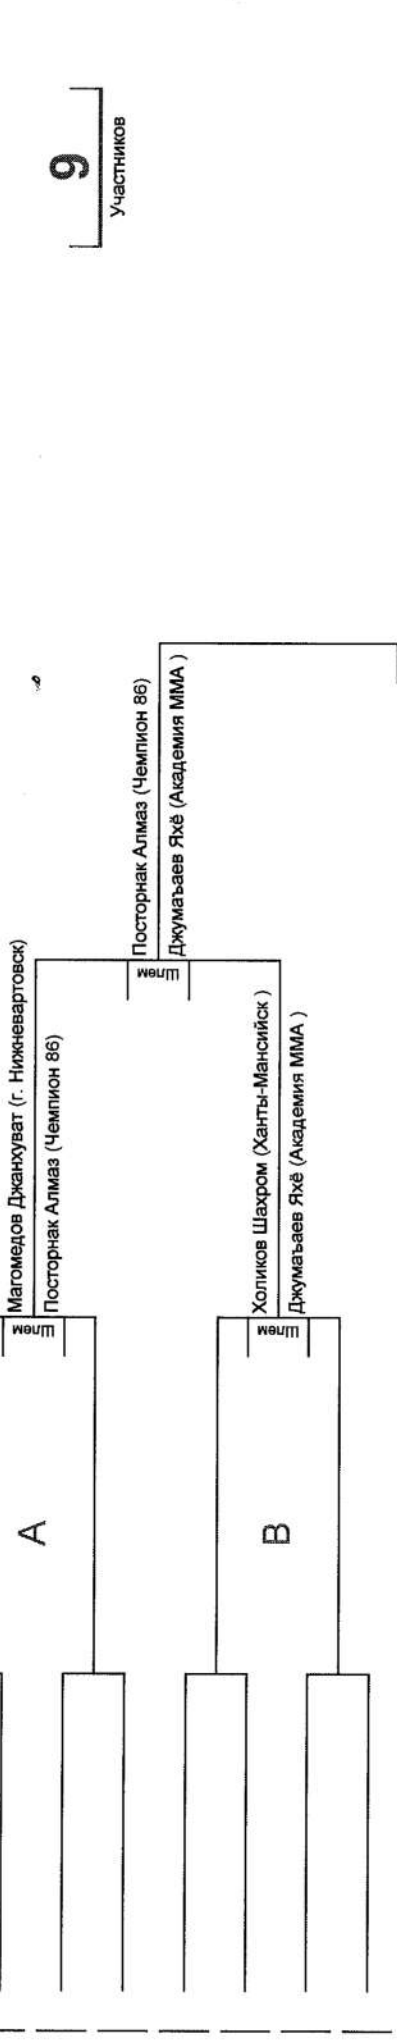 9
Участников
Магомедов Джанхуват (г. Нижневартовск)
Шлем
Посторнак Алмаз (Чемпион 86)
A
Посторнак Алмаз (Чемпион 86)
Шлем
Джумаъаев Яхё (Академия ММА )
Холиков Шахром (Ханты-Мансийск )
Шлем
Джумаъаев Яхё (Академия ММА )
B